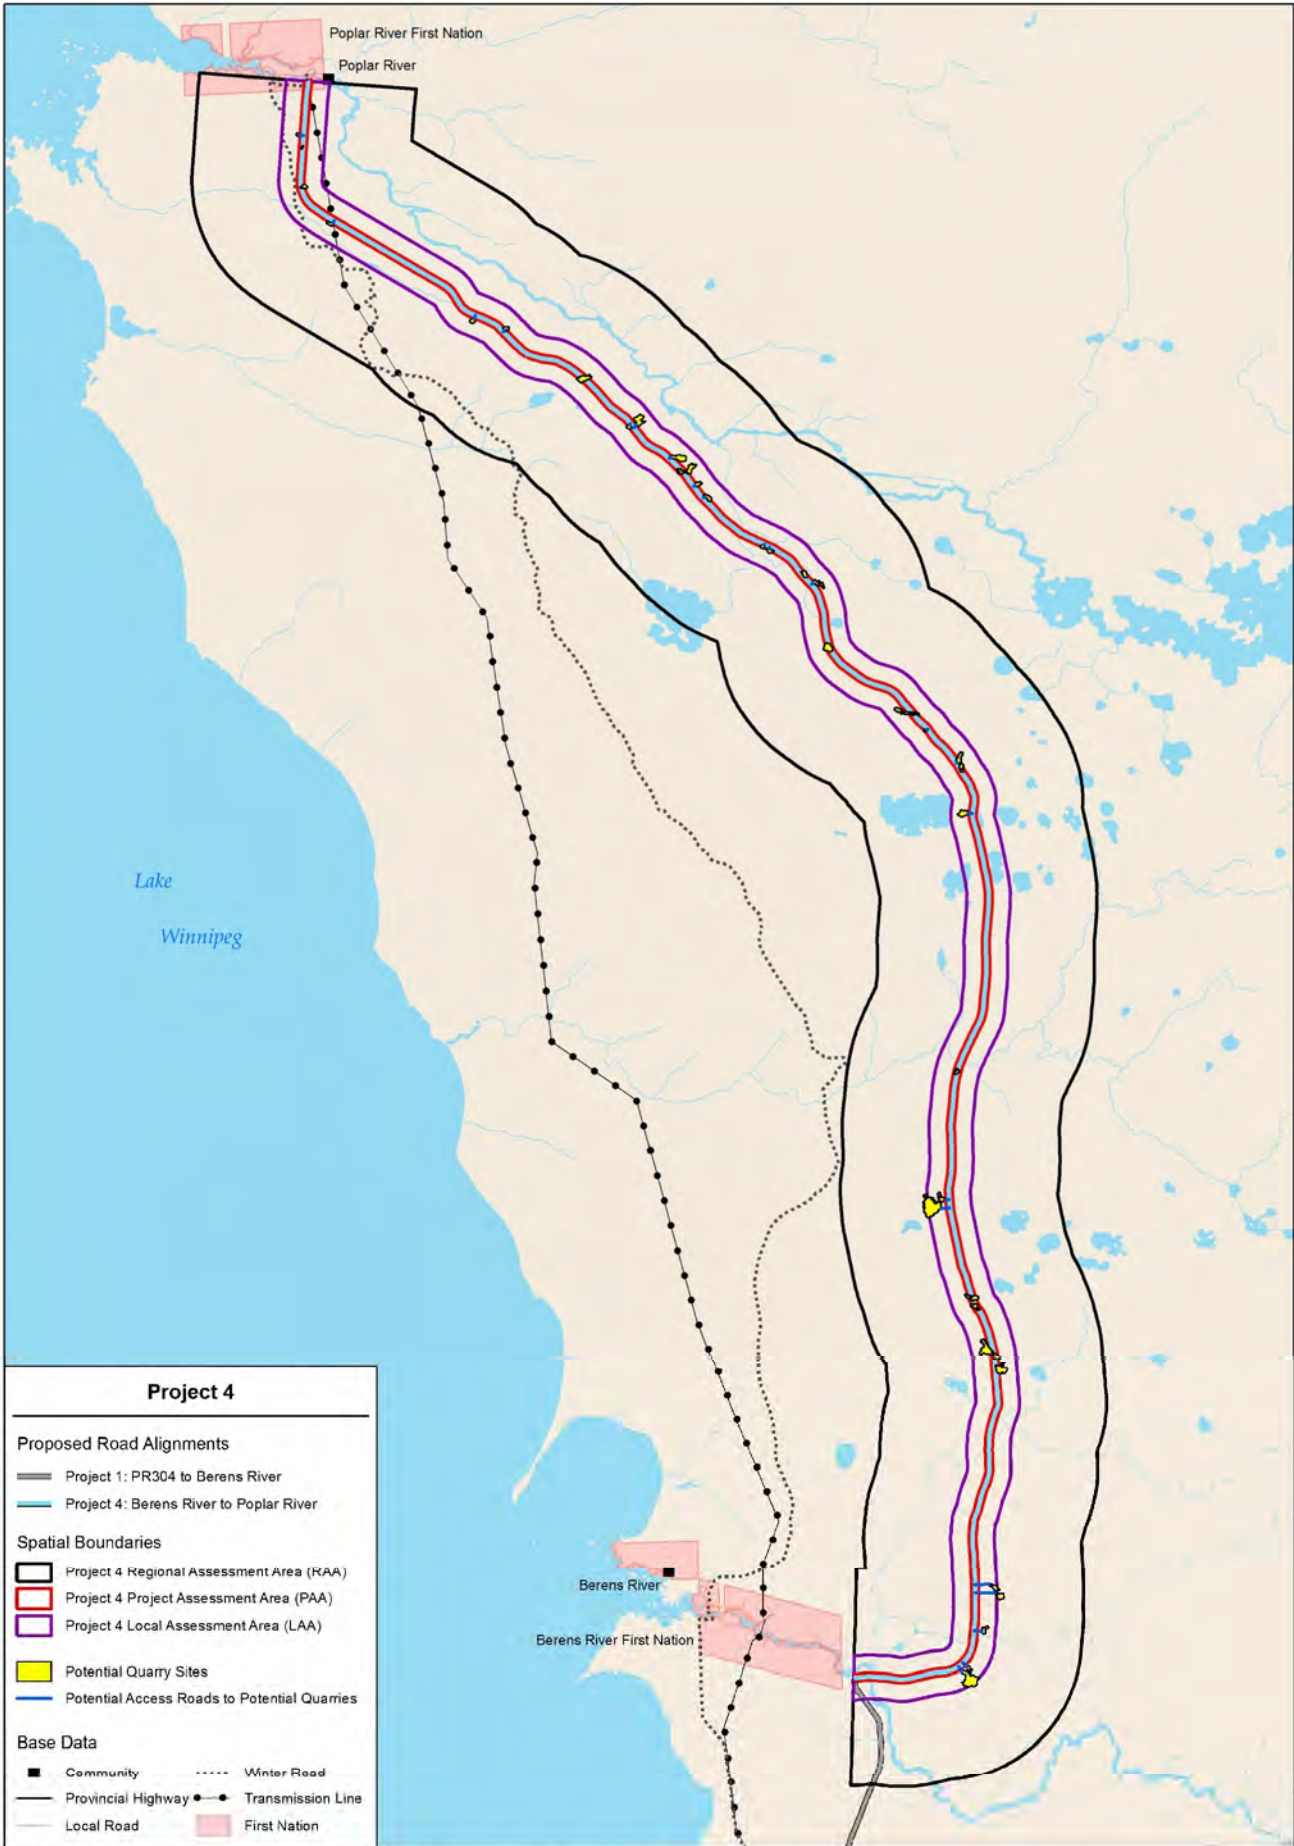 Poplar River First Nation
Poplar River
Lake
Winnipeg
Berens River
Berens River First Nation
Project 4
Proposed Road Alignments
Project 1: PR304 to Berens River
Project 4: Berens River to Poplar River
Spatial Boundaries
Project 4 Regional Assessment Area (RAA)
Project 4 Project Assessment Area (PAA)
Project 4 Local Assessment Area (LAA)
Potential Quarry Sites
Potential Access Roads to Potential Quarries
Base Data
Community
Winter Road
Provincial Highway
Transmission Line
Local Road
First Nation